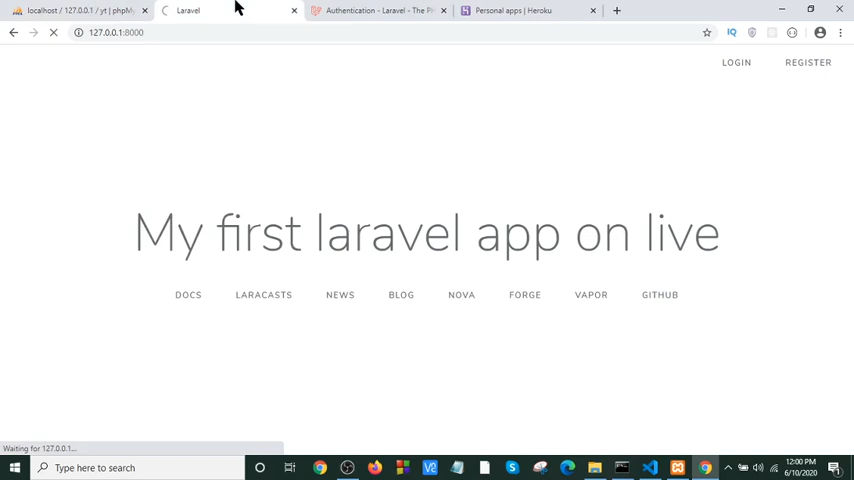 localhost / 127.0.0.1 / yt | phpMy
Laravel
Authentication - Laravel - The PH
Personal apps | Heroku
127.0.0.1:8000
LOGIN
REGISTER
My first laravel app on live
DOCS
LARACASTS
NEWS
BLOG
NOVA
FORGE
VAPOR
GITHUB
Waiting for 127.0.0.1...
Type here to search
12:00 PM
6/10/2020